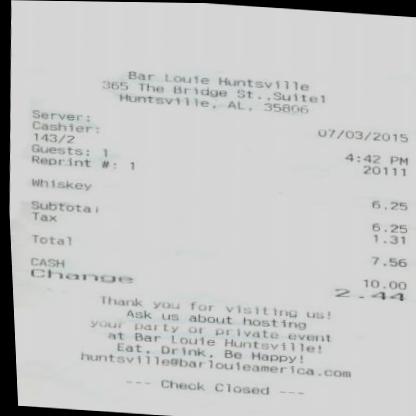 Bar Louie Huntsville
365 The Bridge St.,Suite1
Huntsville, AL, 35806
Server:
Cashier: 07/03/2015
143/2
Guests: 1 4:42 PM
Reprint #: 1 20111
Whiskey 6.25
Subtotal 6.25
Tax 1.31
Total 7.56
CASH 10.00
Change 2.44
Thank you for visiting us!
Ask us about hosting
your party or private event
at Bar Louie Huntsville!
Eat, Drink, Be Happy!
huntsville@barlouieamerica.com
--- Check Closed ---